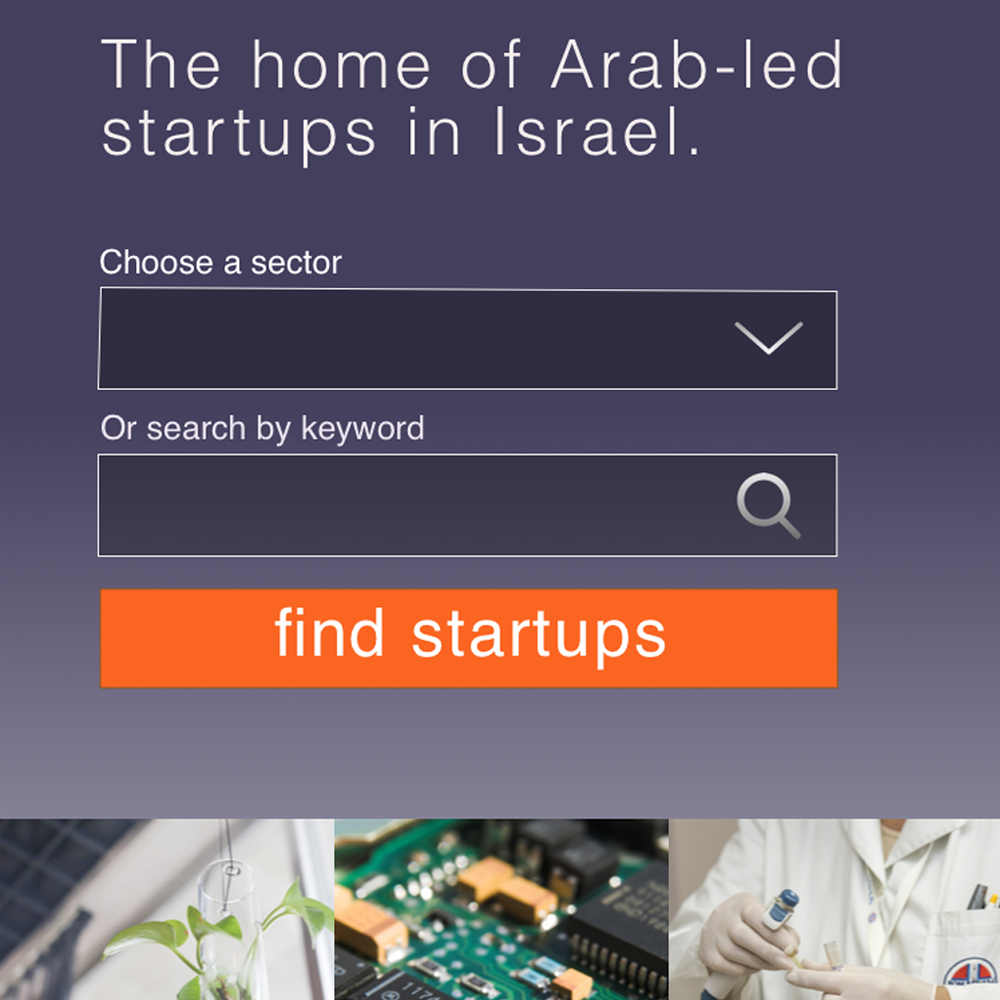 The home of Arab-led
startups in Israel.
Choose a sector
Or search by keyword
find startups